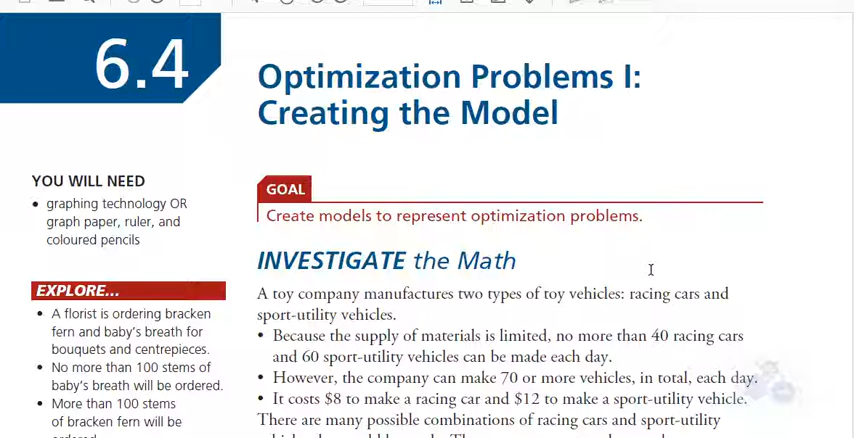 6.4
Optimization Problems I:
Creating the Model
YOU WILL NEED
• graphing technology OR
graph paper, ruler, and
coloured pencils
EXPLORE...
• A florist is ordering bracken
fern and baby's breath for
bouquets and centrepieces.
• No more than 100 stems of
baby's breath will be ordered.
• More than 100 stems
of bracken fern will be
ordered
GOAL
Create models to represent optimization problems.
INVESTIGATE the Math
A toy company manufactures two types of toy vehicles: racing cars and
sport-utility vehicles.
• Because the supply of materials is limited, no more than 40 racing cars
and 60 sport-utility vehicles can be made each day.
• However, the company can make 70 or more vehicles, in total, each day.
• It costs $8 to make a racing car and $12 to make a sport-utility vehicle.
There are many possible combinations of racing cars and sport-utility